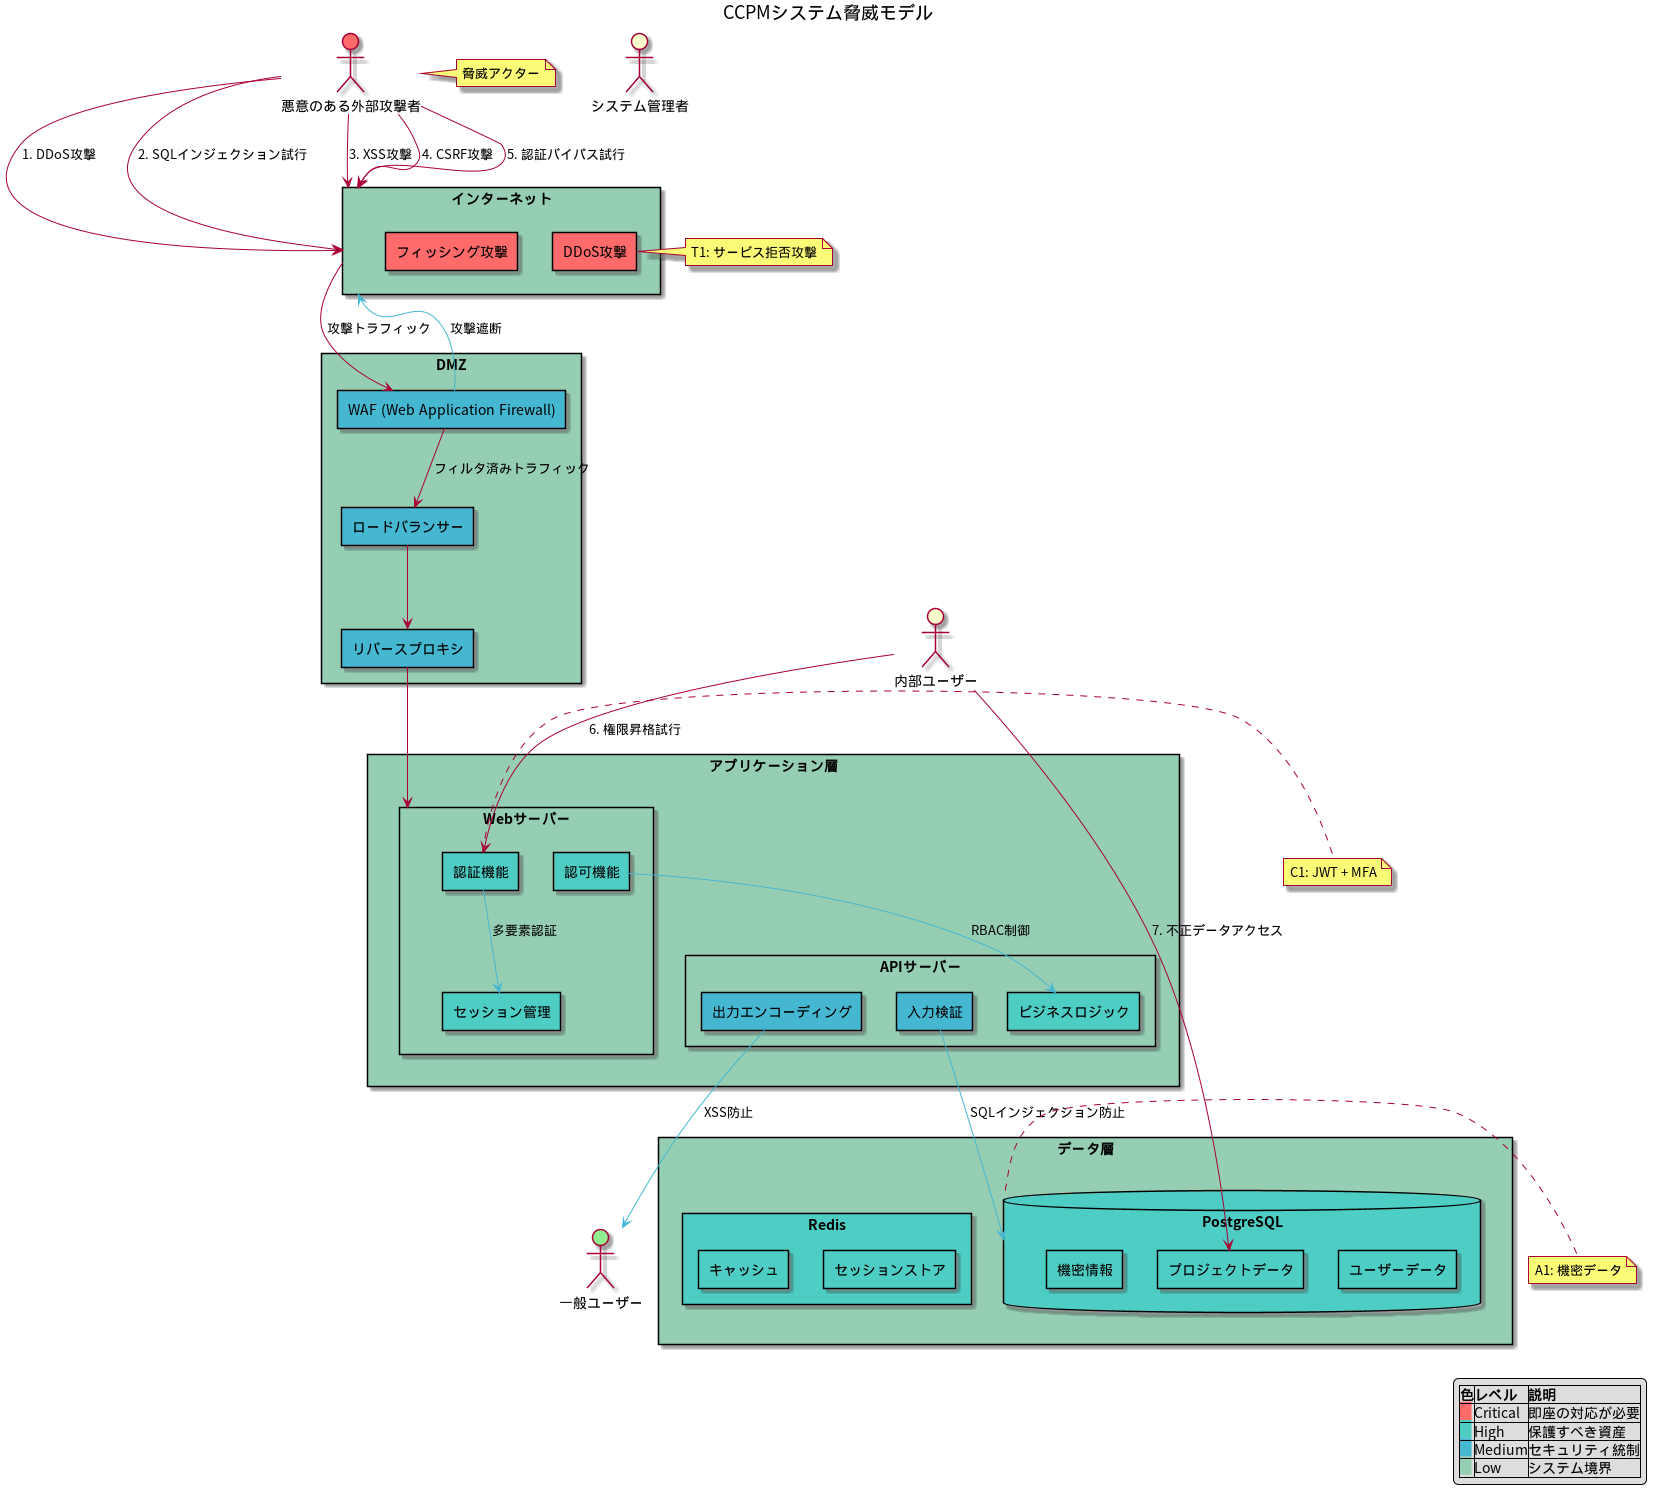 CCPMシステム脅威モデル
悪意のある外部攻撃者
脅威アクター
システム管理者
1. DDoS攻撃
2. SQLインジェクション試行
3. XSS攻撃
4. CSRF攻撃
5. 認証バイパス試行
インターネット
フィッシング攻撃
DDoS攻撃
T1: サービス拒否攻撃
攻撃トラフィック
攻撃遮断
DMZ
WAF (Web Application Firewall)
フィルタ済みトラフィック
ロードバランサー
リバースプロキシ
内部ユーザー
6. 権限昇格試行
アプリケーション層
Webサーバー
認証機能
認可機能
C1: JWT + MFA
多要素認証
RBAC制御
7. 不正データアクセス
APIサーバー
セッション管理
出力エンコーディング
入力検証
ビジネスロジック
XSS防止
SQLインジェクション防止
データ層
Redis
PostgreSQL
キャッシュ
セッションストア
機密情報
プロジェクトデータ
ユーザーデータ
A1: 機密データ
一般ユーザー
色 レベル 説明
Critical 即座の対応が必要
High 保護すべき資産
Medium セキュリティ統制
Low システム境界